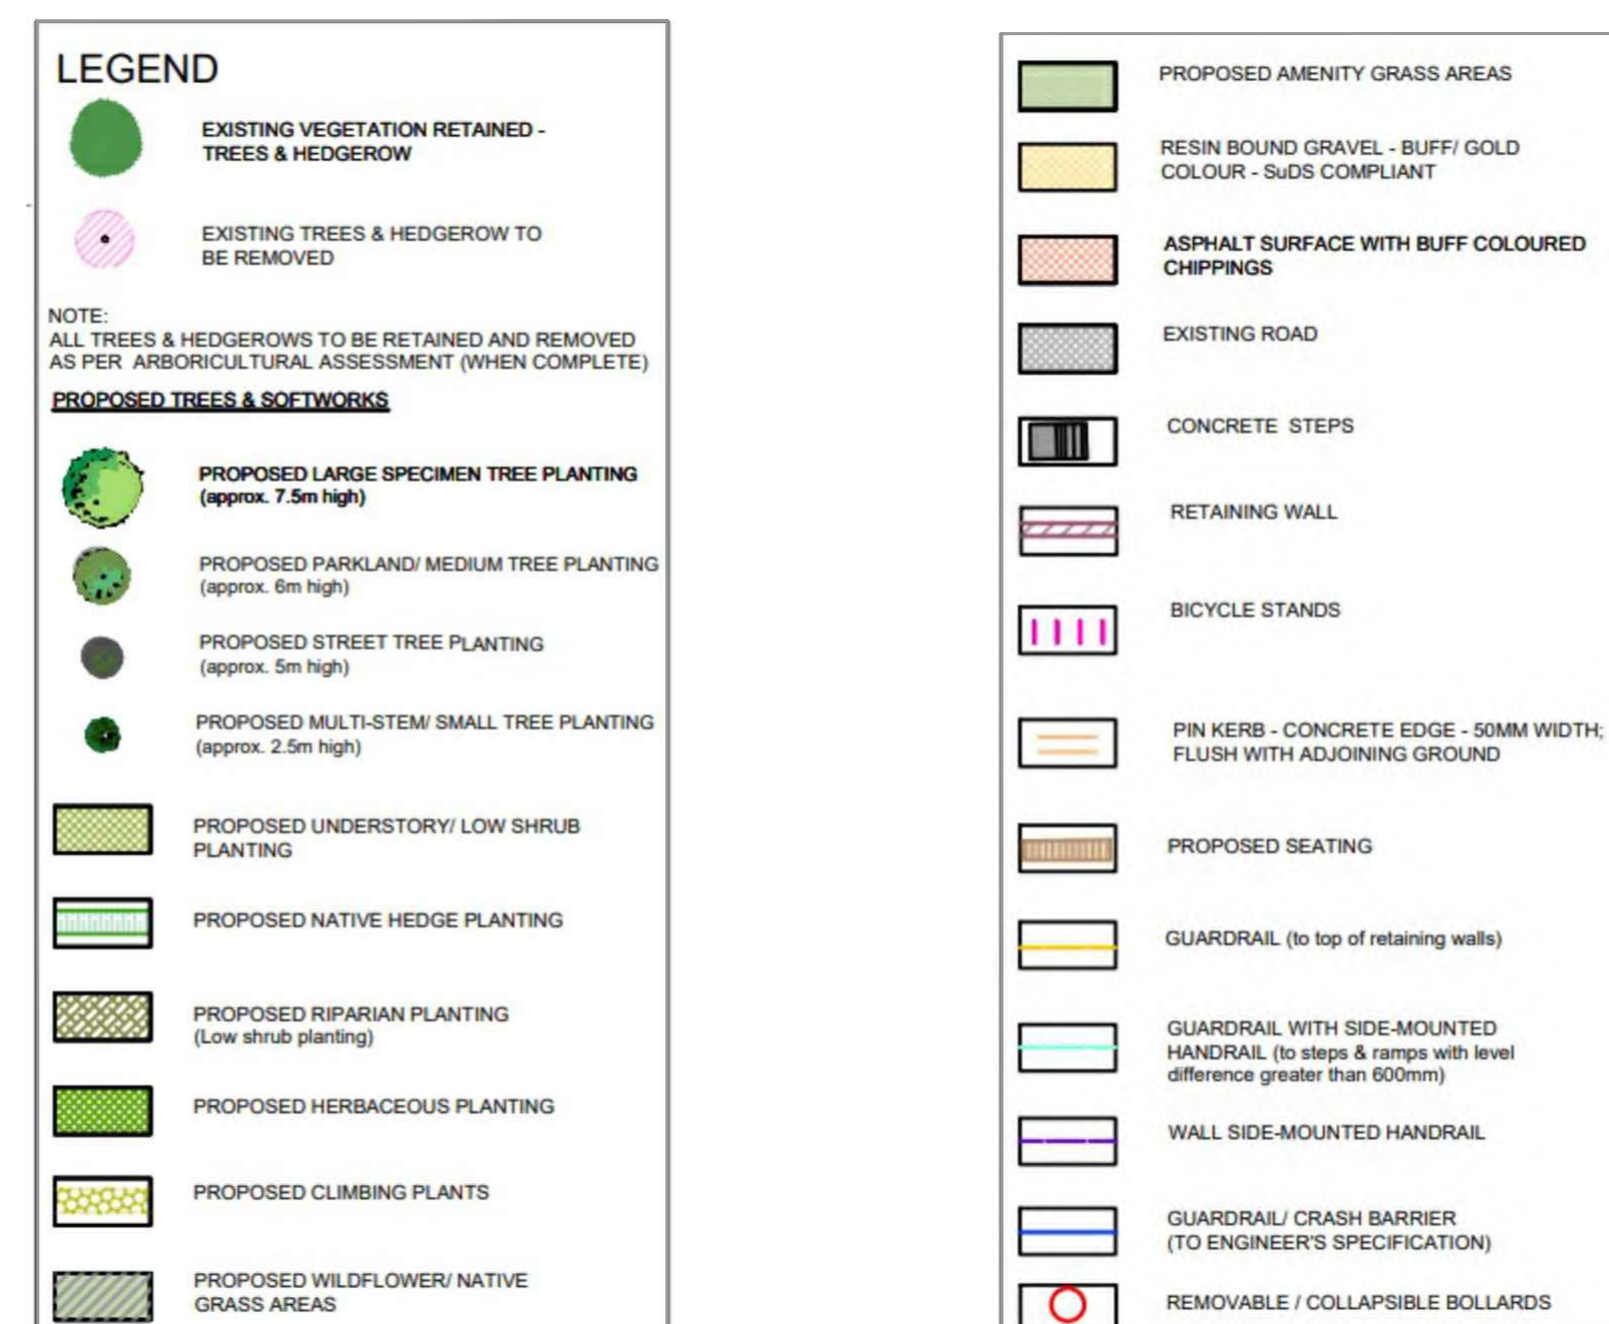 LEGEND
EXISTING VEGETATION RETAINED -
TREES & HEDGEROW
EXISTING TREES & HEDGEROW TO
BE REMOVED
NOTE:
ALL TREES & HEDGEROWS TO BE RETAINED AND REMOVED
AS PER ARBORICULTURAL ASSESSMENT (WHEN COMPLETE)
PROPOSED TREES & SOFTWORKS
PROPOSED LARGE SPECIMEN TREE PLANTING
(approx. 7.5m high)
PROPOSED PARKLAND/ MEDIUM TREE PLANTING
(approx. 6m high)
PROPOSED STREET TREE PLANTING
(approx. 5m high)
PROPOSED MULTI-STEM/ SMALL TREE PLANTING
(approx. 2.5m high)
PROPOSED UNDERSTORY/ LOW SHRUB
PLANTING
PROPOSED NATIVE HEDGE PLANTING
PROPOSED RIPARIAN PLANTING
(Low shrub planting)
PROPOSED HERBACEOUS PLANTING
PROPOSED CLIMBING PLANTS
PROPOSED WILDFLOWER/ NATIVE
GRASS AREAS
PROPOSED AMENITY GRASS AREAS
RESIN BOUND GRAVEL - BUFF/ GOLD
COLOUR - SuDS COMPLIANT
ASPHALT SURFACE WITH BUFF COLOURED
CHIPPINGS
EXISTING ROAD
CONCRETE STEPS
RETAINING WALL
BICYCLE STANDS
PIN KERB - CONCRETE EDGE - 50MM WIDTH;
FLUSH WITH ADJOINING GROUND
PROPOSED SEATING
GUARDRAIL (to top of retaining walls)
GUARDRAIL WITH SIDE-MOUNTED
HANDRAIL (to steps & ramps with level
difference greater than 600mm)
WALL SIDE-MOUNTED HANDRAIL
GUARDRAIL/ CRASH BARRIER
(TO ENGINEER'S SPECIFICATION)
REMOVABLE / COLLAPSIBLE BOLLARDS